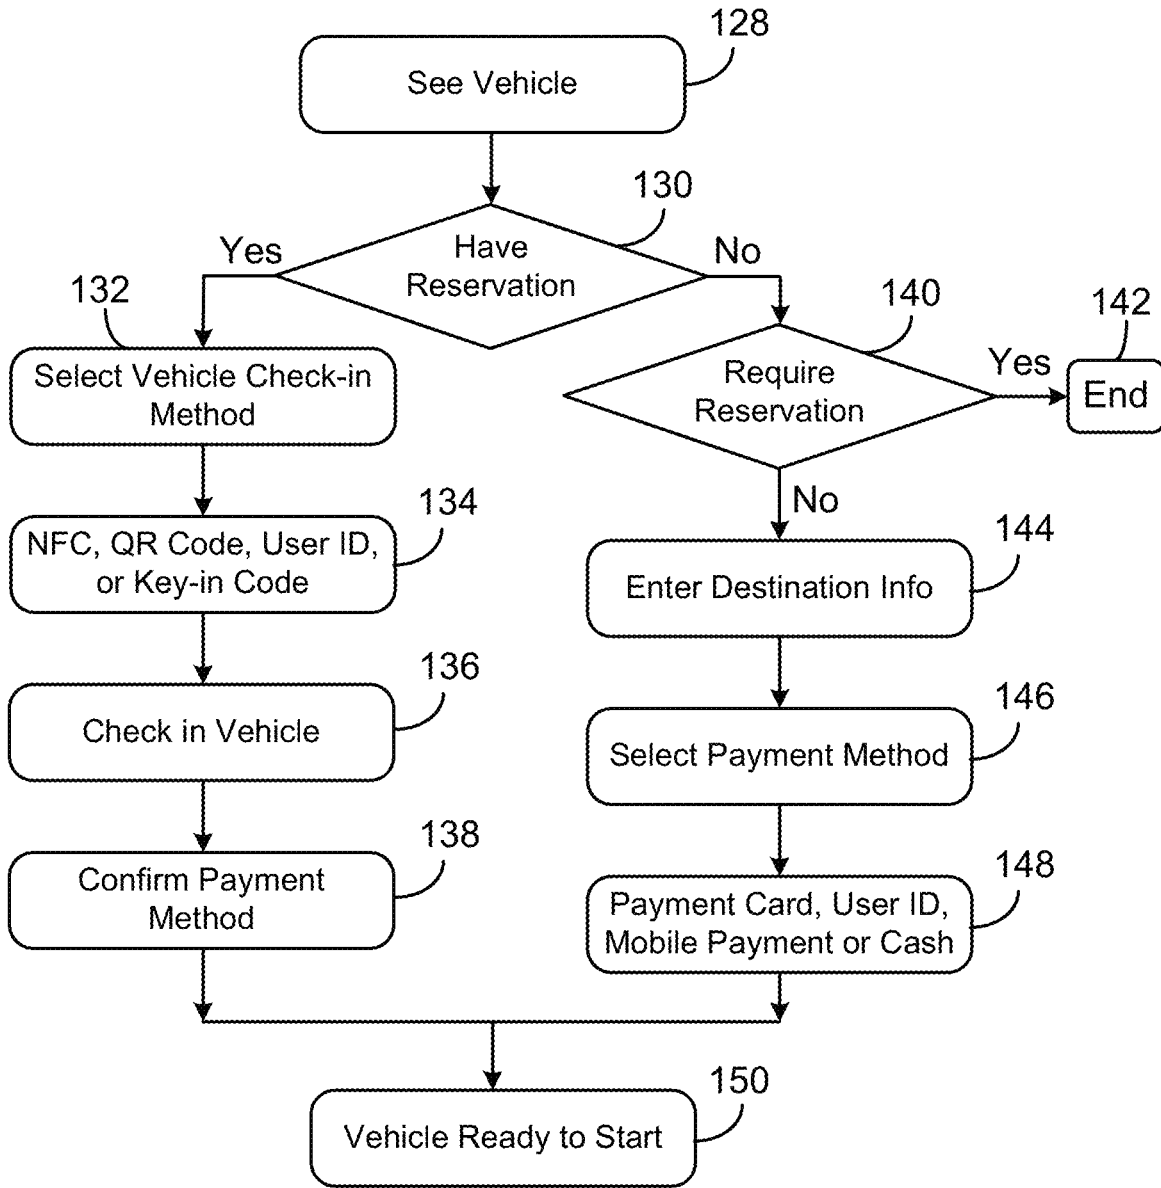 128
See Vehicle
130
Have
Reservation
Yes
No
132
140
142
Select Vehicle Check-in
Method
Require
Reservation
Yes
End
No
134
NFC, QR Code, User ID,
or Key-in Code
144
Enter Destination Info
136
Check in Vehicle
146
Select Payment Method
138
Confirm Payment
Method
148
Payment Card, User ID,
Mobile Payment or Cash
150
Vehicle Ready to Start